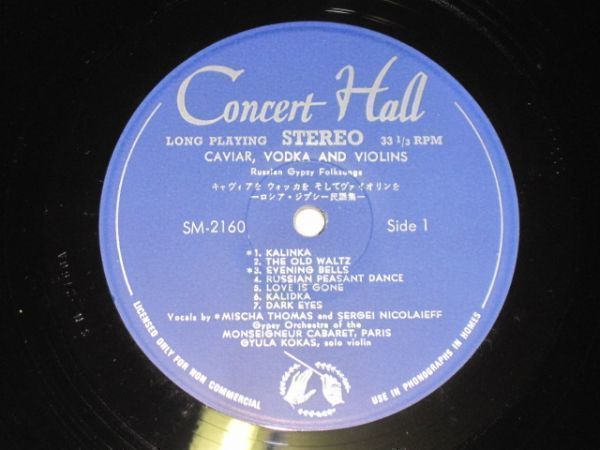 Concert Hall
LONG PLAYING STEREO 33 1/3 RPM
CAVIAR, VODKA AND VIOLINS
Russian Gypsy Folksongs
キャヴィアを ウォッカを そしてヴァイオリンを
—ロシア・ジプシー民謡集—
SM-2160 Side 1
*1. KALINKA
2. THE OLD WALTZ
*3. EVENING BELLS
4. RUSSIAN PEASANT DANCE
5. LOVE IS GONE
6. KALIDKA
7. DARK EYES
Vocals by *MISCHA THOMAS and SERGEI NICOLAIEFF
Gypsy Orchestra of the
MONSEIGNEUR CABARET, PARIS
GYULA KOKAS, solo violin
LICENSED ONLY FOR NON COMMERCIAL
USE IN PHONOGRAPHS IN HOMES